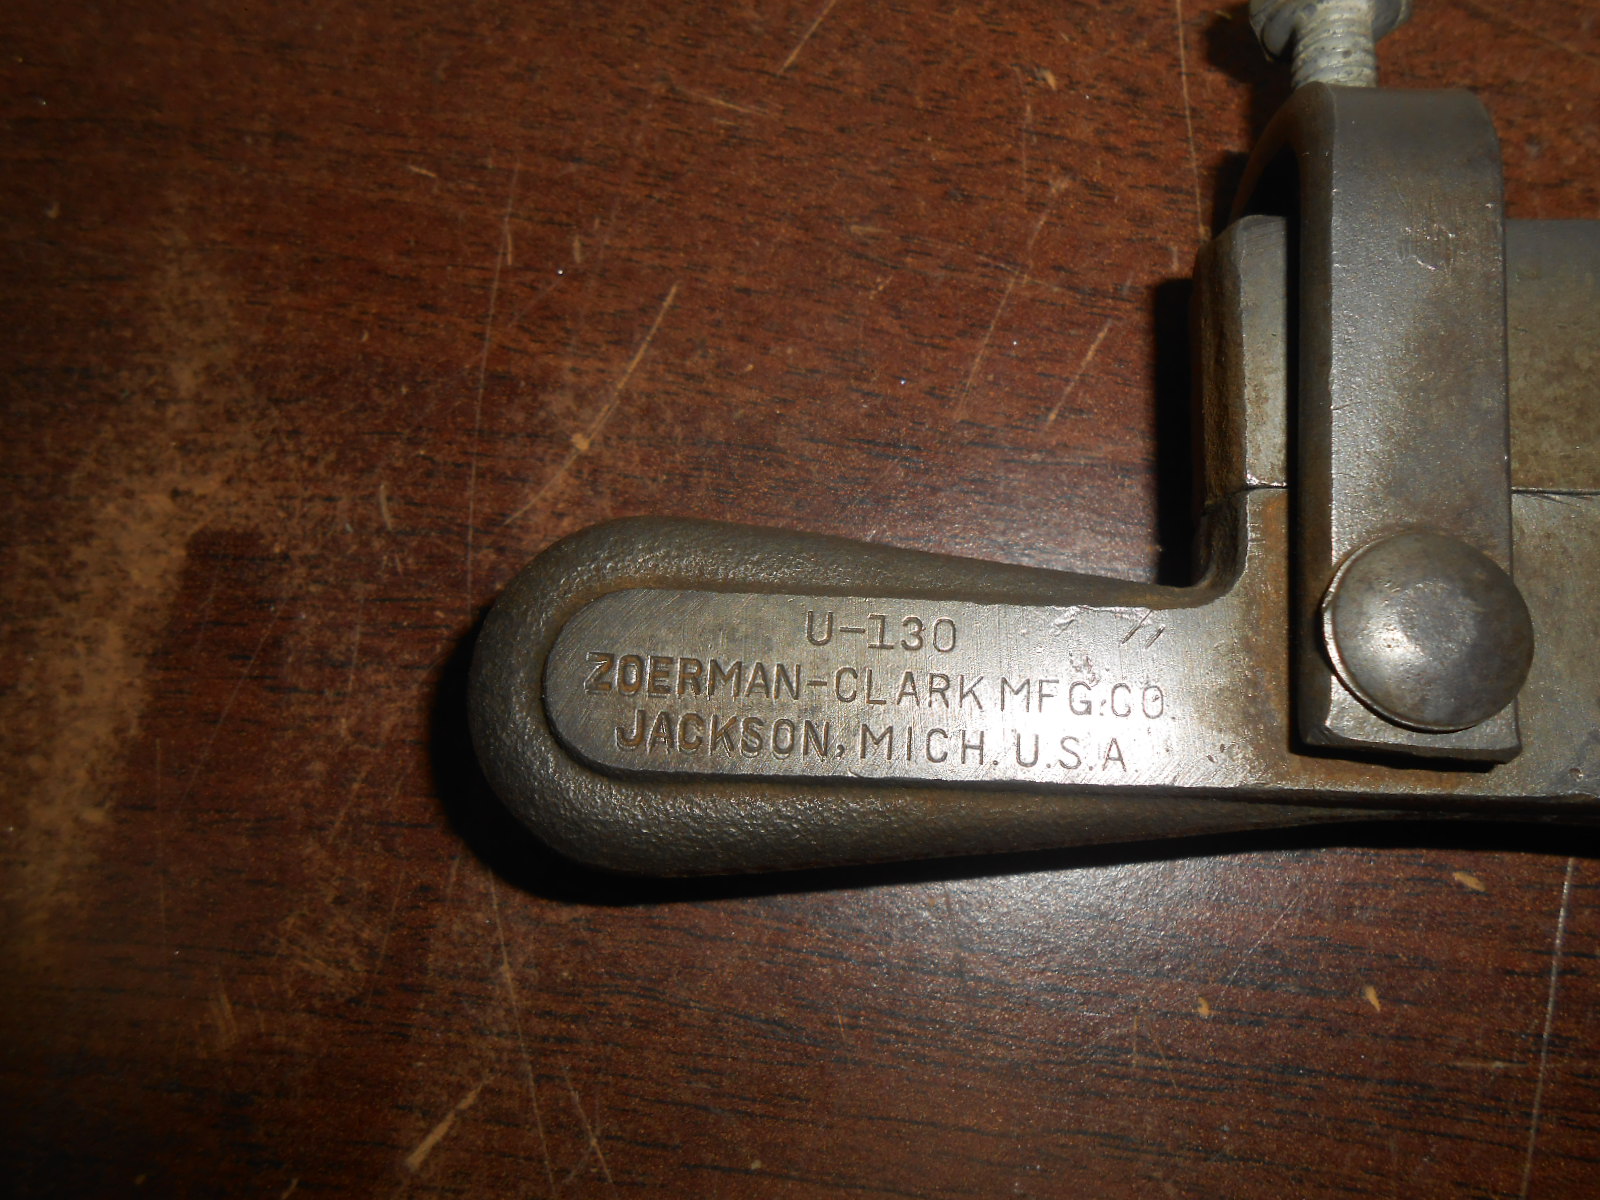 U-130
ZOERMAN-CLARK MFG.CO.
JACKSON, MICH. U.S.A.